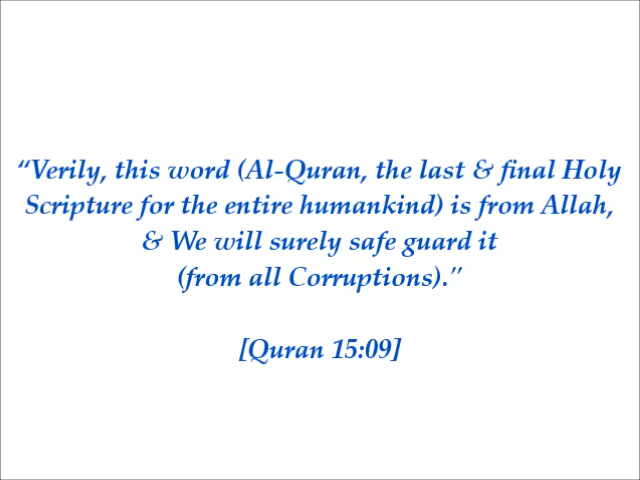 “Verily, this word (Al-Quran, the last & final Holy
Scripture for the entire humankind) is from Allah,
& We will surely safe guard it
(from all Corruptions)."
[Quran 15:09]